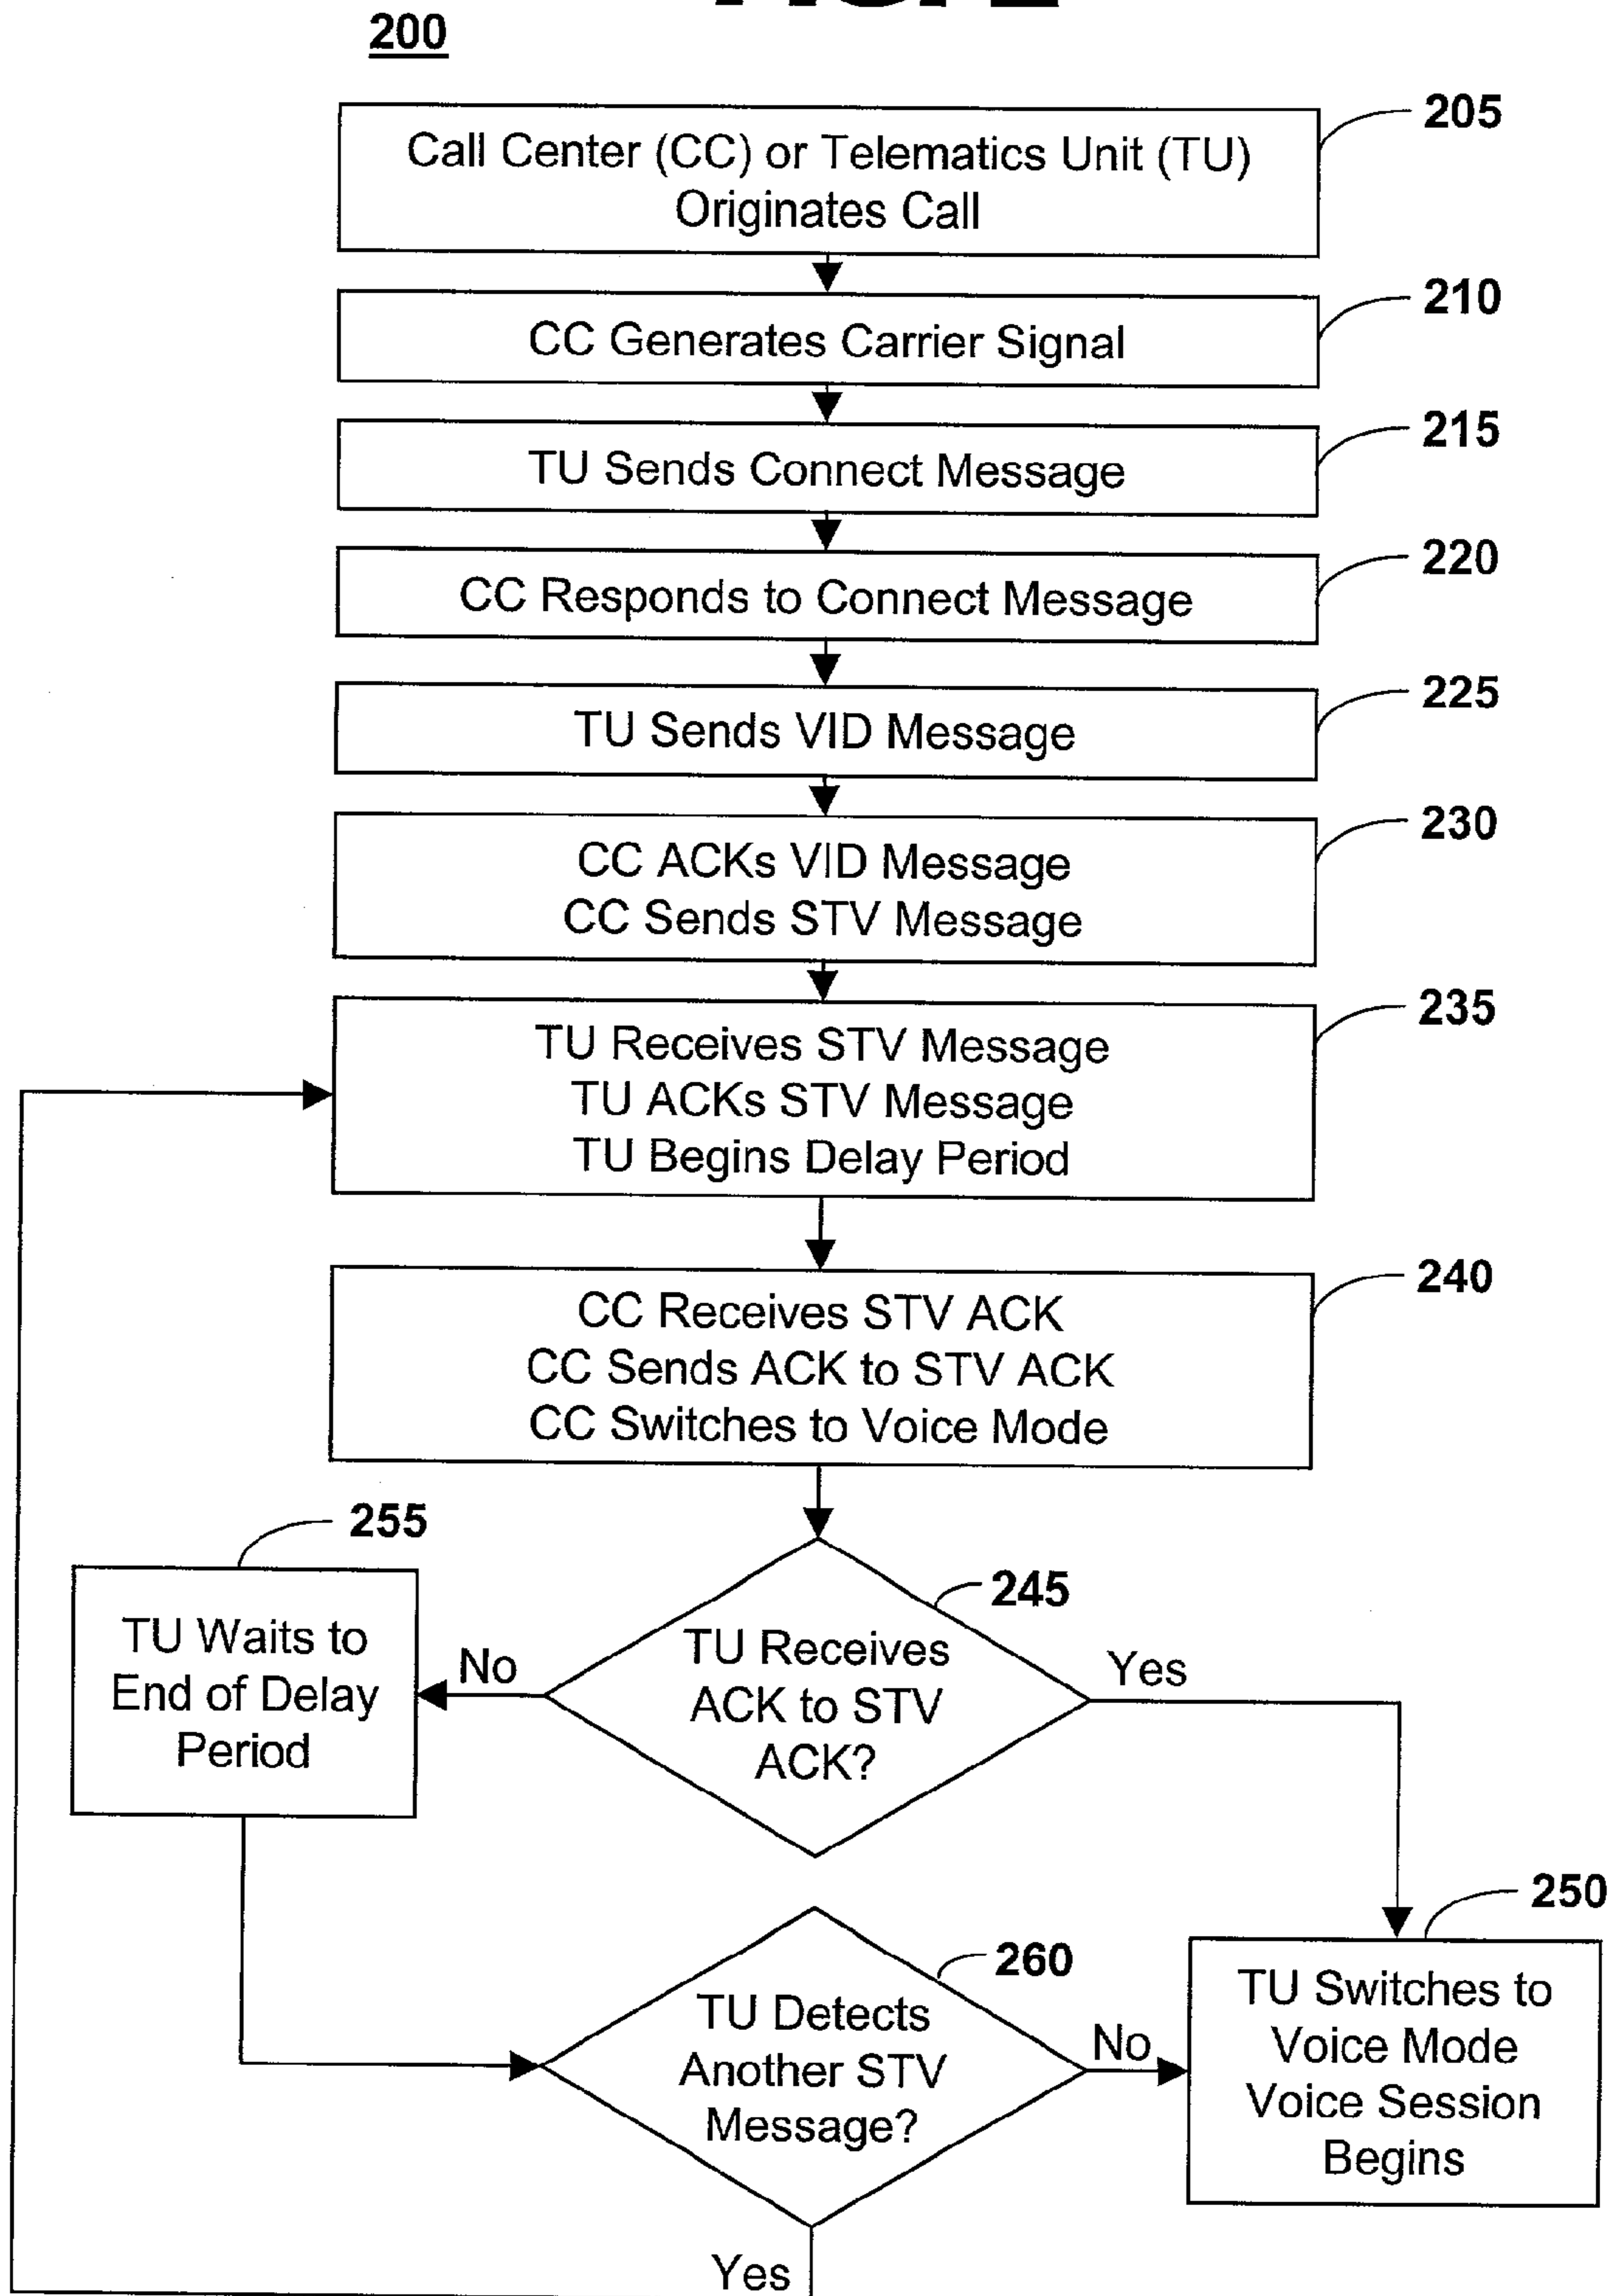 200
205
Call Center (CC) or Telematics Unit (TU)
Originates Call
210
CC Generates Carrier Signal
215
TU Sends Connect Message
220
CC Responds to Connect Message
225
TU Sends VID Message
230
CC ACKs VID Message
CC Sends STV Message
235
TU Receives STV Message
TU ACKs STV Message
TU Begins Delay Period
240
CC Receives STV ACK
CC Sends ACK to STV ACK
CC Switches to Voice Mode
255
TU Waits to
End of Delay
Period
No
245
TU Receives
ACK to STV
ACK?
Yes
260
TU Detects
Another STV
Message?
No
Yes
250
TU Switches to
Voice Mode
Voice Session
Begins